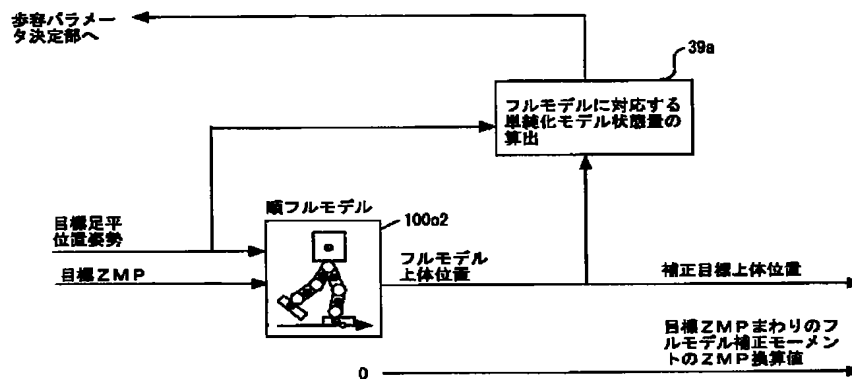 歩容パラメー
タ決定部へ
39a
フルモデルに対応する
単純化モデル状態量の
算出
順フルモデル
100a2
目標足平
位置姿勢
目標ZMP
フルモデル
上体位置
補正目標上体位置
目標ZMPまわりのフ
ルモデル補正モーメン
トのZMP換算値
0